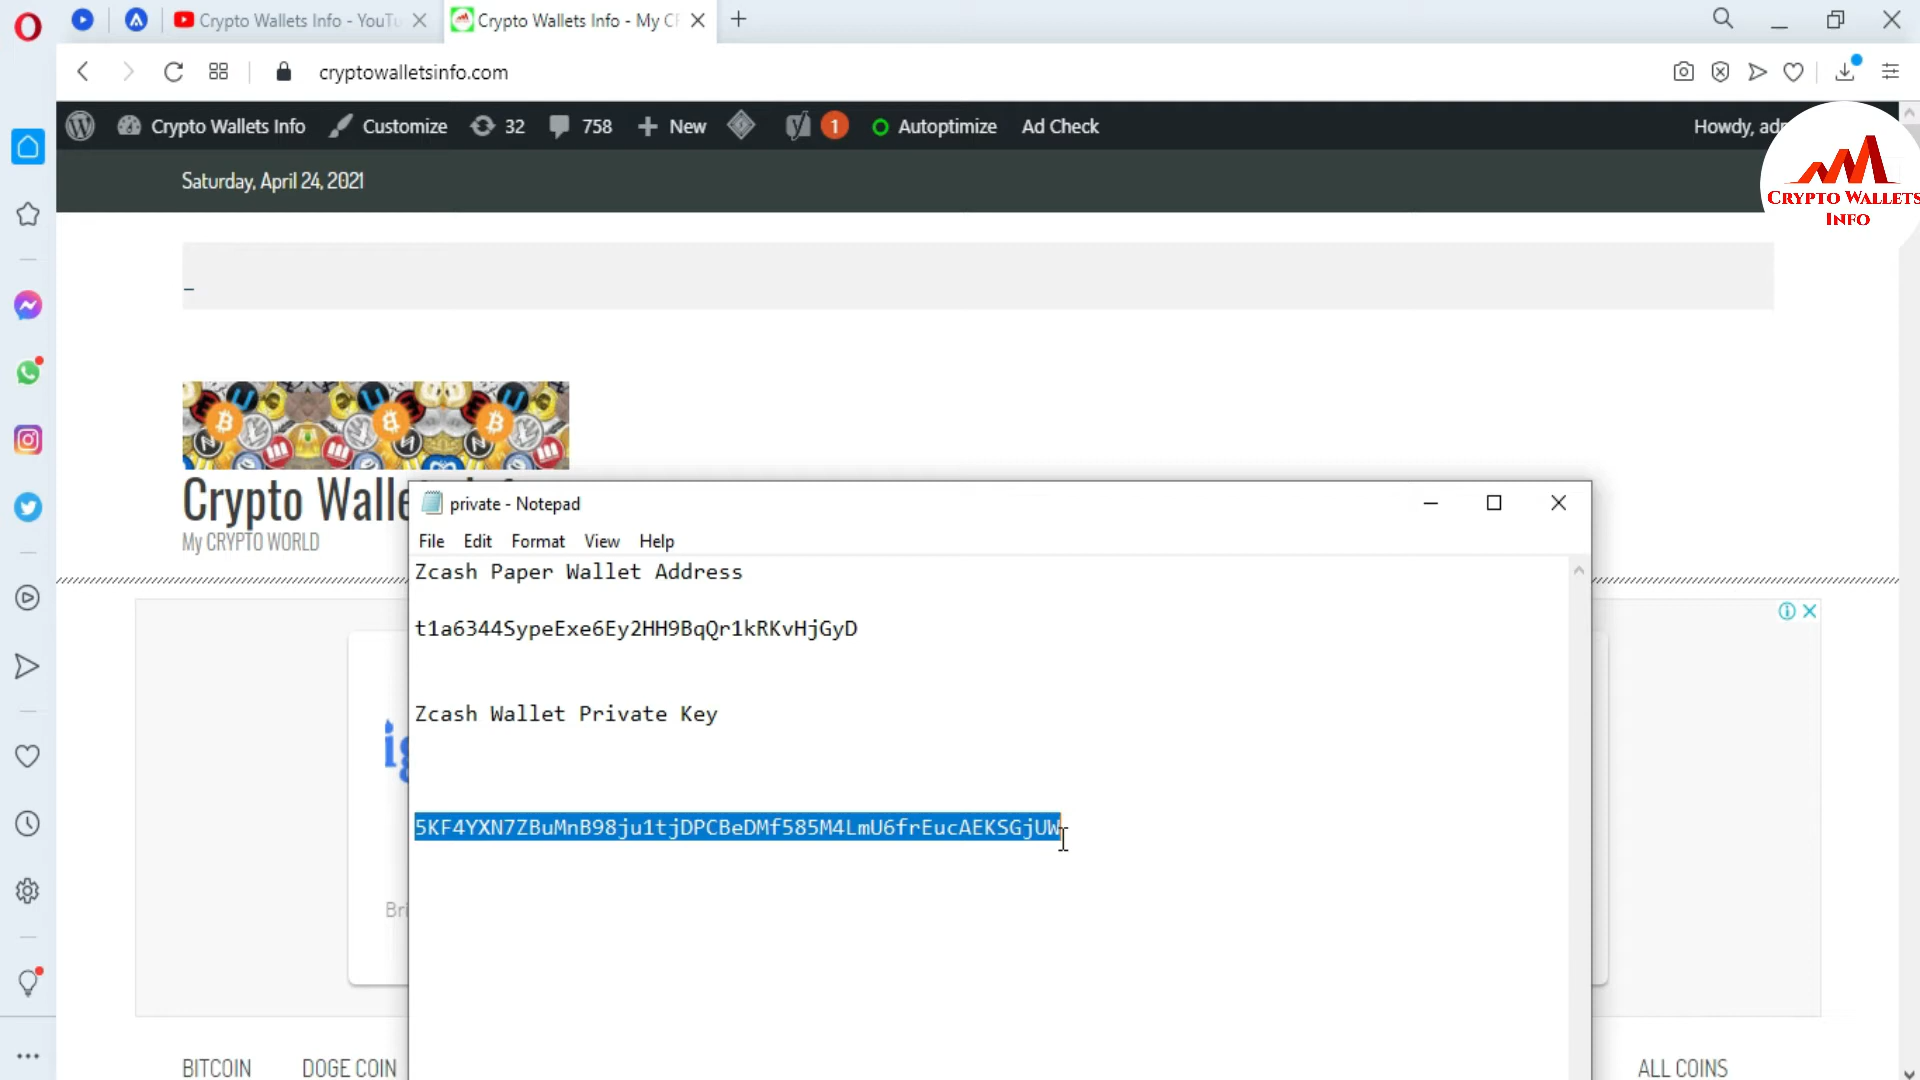 Crypto Wallets Info - YouTu
Crypto Wallets Info - My CR
cryptowalletsinfo.com
Crypto Wallets Info
Customize
32
758
New
1
Autoptimize
Ad Check
Howdy, adm
Saturday, April 24, 2021
CRYPTO WALLETS
INFO
Crypto Walle
My CRYPTO WORLD
private - Notepad
File Edit Format View Help
Zcash Paper Wallet Address
t1a6344SypeExe6Ey2HH9BqQr1kRKvHjGyD
Zcash Wallet Private Key
5KF4YXN7ZBuMnB98ju1tjDPCBeDMf585M4LmU6frEucAEKSGjUW
BITCOIN
DOGE COIN
ALL COINS